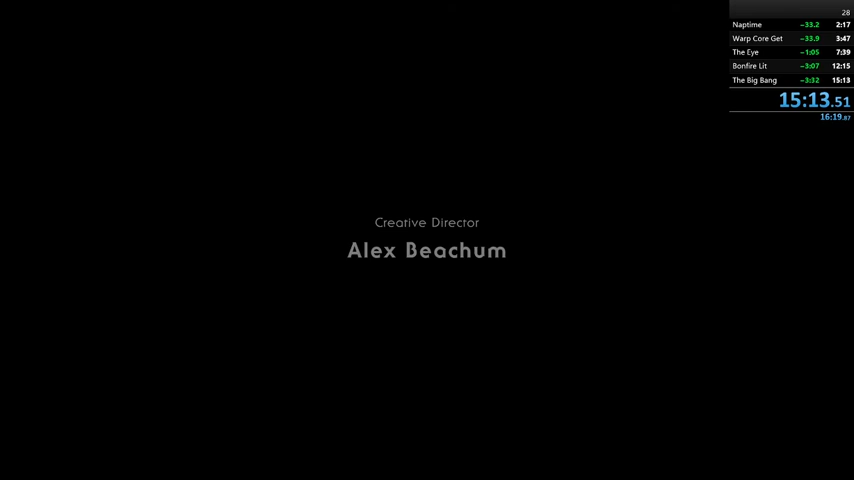 28
Naptime -33.2 2:17
Warp Core Get -33.9 3:47
The Eye -1:05 7:39
Bonfire Lit -3:07 12:15
The Big Bang -3:32 15:13
15:13.51
16:19.87
Creative Director
Alex Beachum